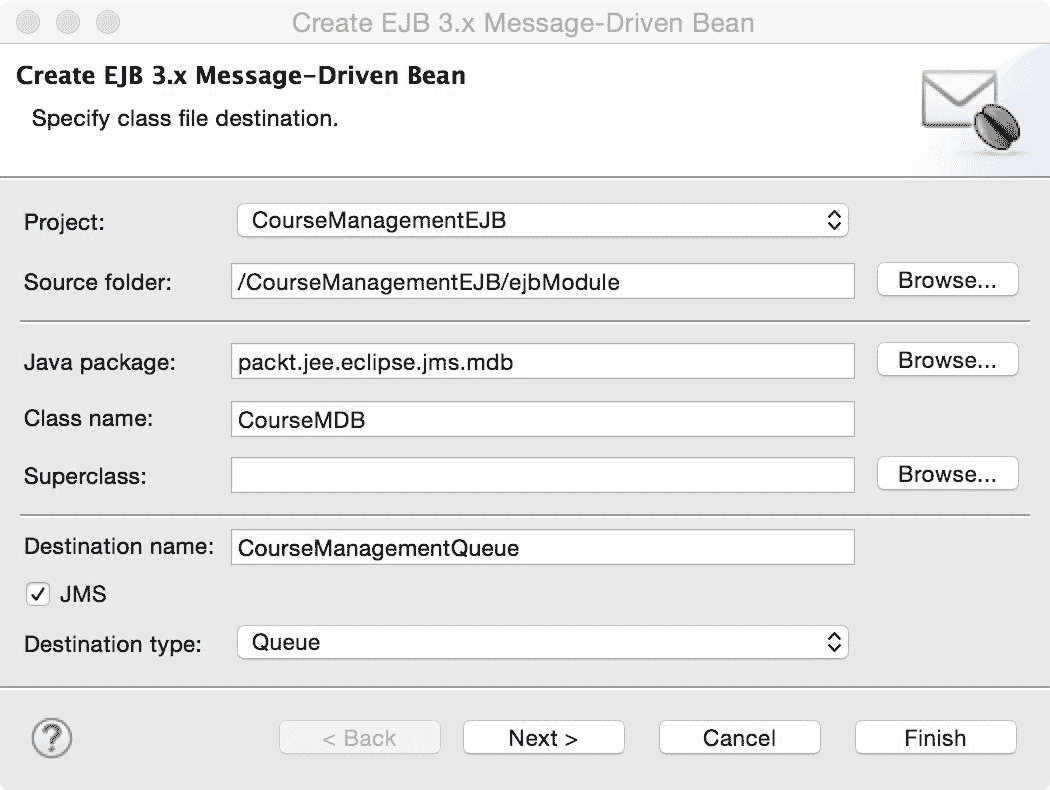 Create EJB 3.x Message-Driven Bean
Create EJB 3.x Message-Driven Bean
Specify class file destination.
Project: CourseManagementEJB
Source folder: /CourseManagementEJB/ejbModule Browse...
Java package: packt.jee.eclipse.jms.mdb Browse...
Class name: CourseMDB
Superclass: Browse...
Destination name: CourseManagementQueue
JMS
Destination type: Queue
? < Back Next > Cancel Finish